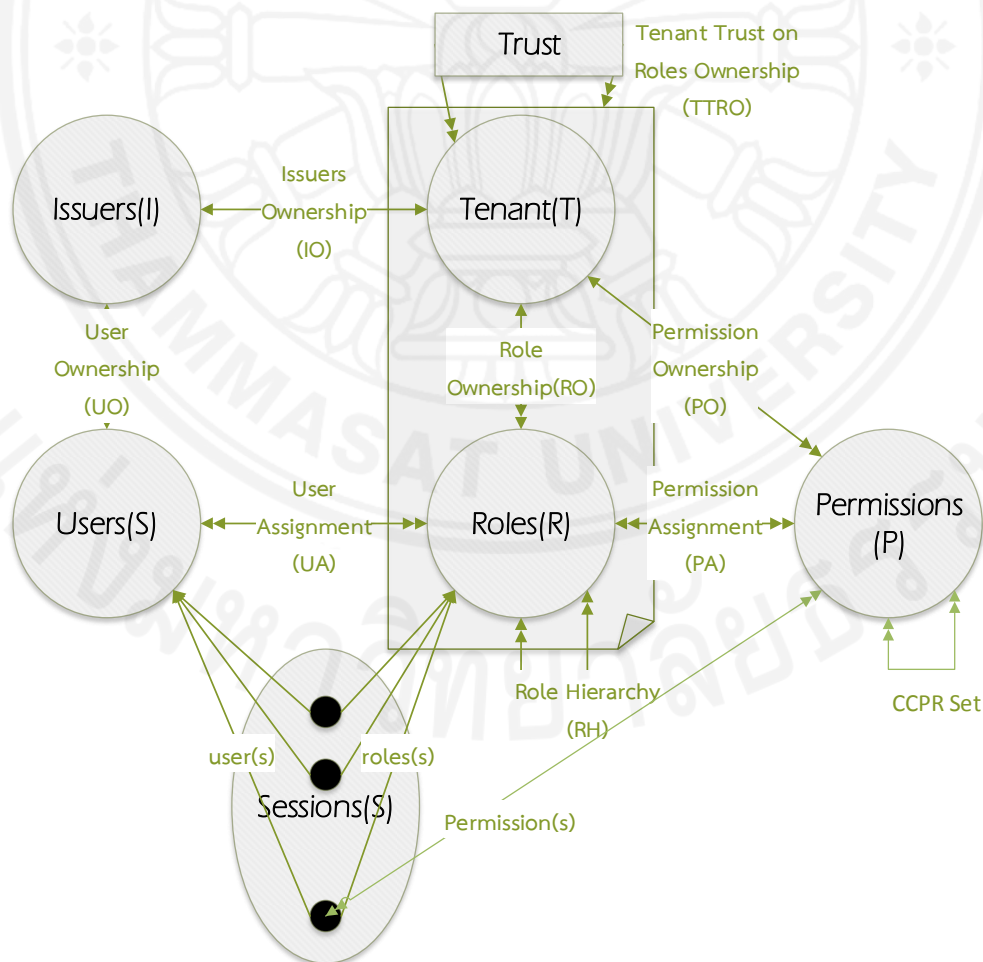 Trust
Tenant Trust on
Roles Ownership
(TTRO)
Issuers(I)
Issuers
Ownership
(IO)
Tenant(T)
User
Ownership
(UO)
Role
Ownership(RO)
Permission
Ownership
(PO)
Users(S)
User
Assignment
(UA)
Roles(R)
Permission
Assignment
(PA)
Permissions
(P)
Role Hierarchy
(RH)
CCPR Set
user(s)
roles(s)
Sessions(S)
Permission(s)
THAMMASAT UNIVERSITY